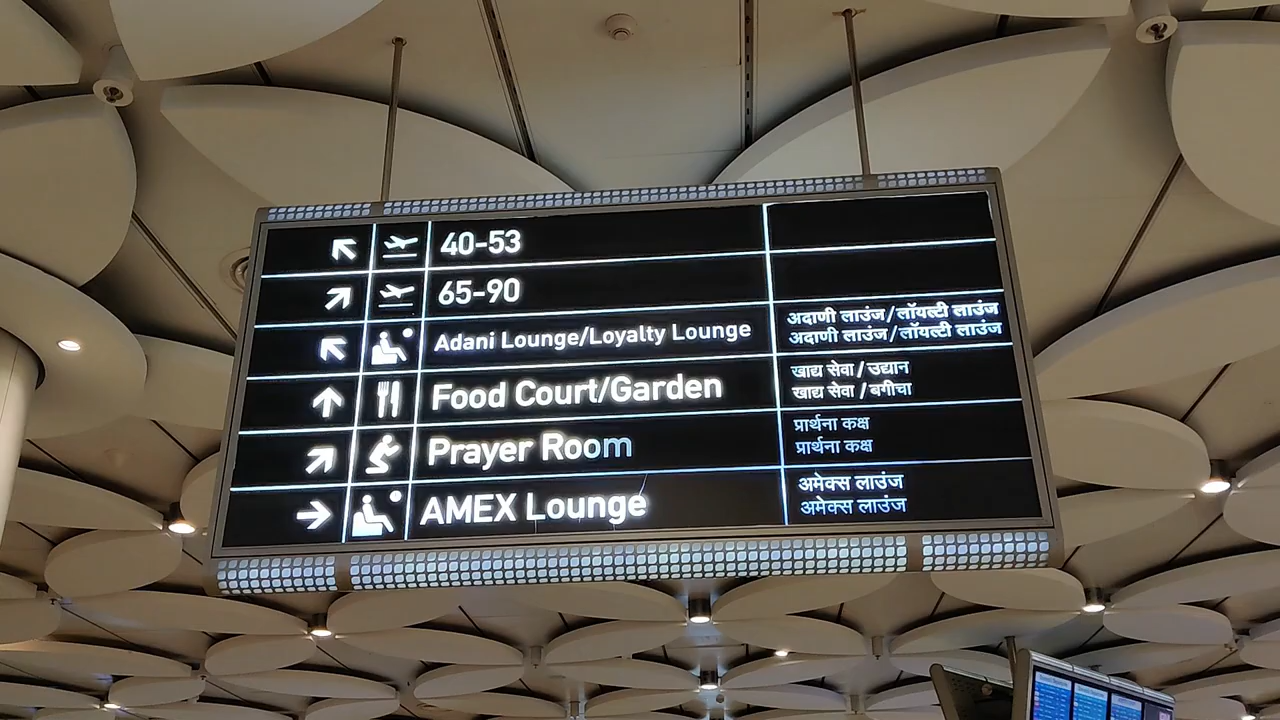 40-53
65-90
Adani Lounge/Loyalty Lounge
अदाणी लाउंज/लॉयल्टी लाउंज
अदाणी लाउंज/लॉयल्टी लाउंज
Food Court/Garden
खाद्य सेवा/उद्यान
खाद्य सेवा/बगीचा
Prayer Room
प्रार्थना कक्ष
प्रार्थना कक्ष
AMEX Lounge
अमेक्स लाउंज
अमेक्स लाउंज